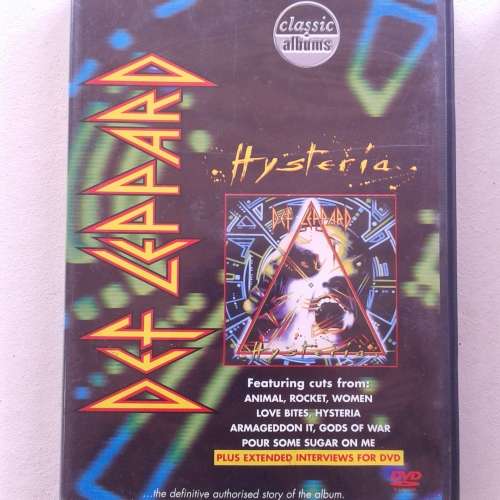 classic
albums
DEF LEPPARD
Hysteria
DEF LEPPARD
Hysteria
Featuring cuts from:
ANIMAL, ROCKET, WOMEN
LOVE BITES, HYSTERIA
ARMAGEDDON IT, GODS OF WAR
POUR SOME SUGAR ON ME
PLUS EXTENDED INTERVIEWS FOR DVD
DVD
...the definitive authorised story of the album.